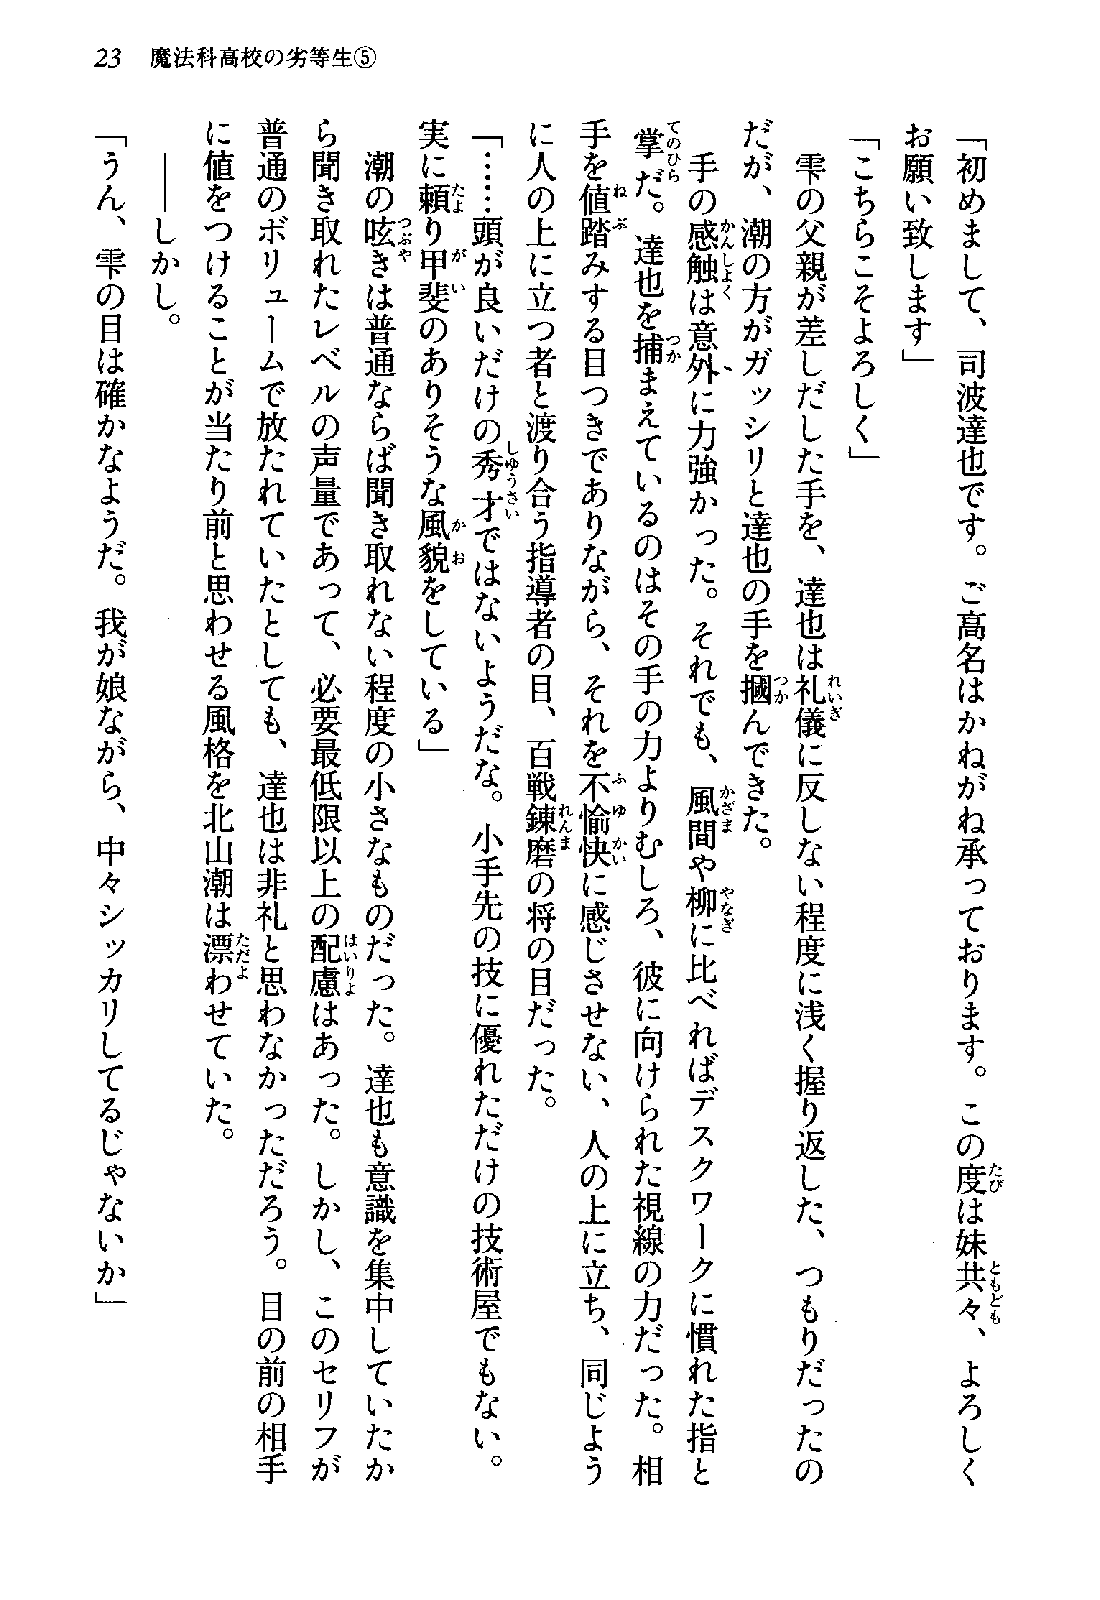 23 魔法科高校の劣等生⑤
「初めまして、司波達也です。ご高名はかねがね承っております。この度は妹共々、よろしく
お願い致します」
「こちらこそよろしく」
　雫の父親が差しだした手を、達也は礼儀に反しない程度に浅く握り返した、つもりだったの
だが、潮の方がガッシリと達也の手を摑んできた。
　手の感触は意外に力強かった。それでも、風間や柳に比べればデスクワークに慣れた指と
掌だ。達也を捕まえているのはその手の力よりむしろ、彼に向けられた視線の力だった。相
手を値踏みする目つきでありながら、それを不愉快に感じさせない、人の上に立ち、同じよう
に人の上に立つ者と渡り合う指導者の目、百戦錬磨の将の目だった。
「……頭が良いだけの秀才ではないようだな。小手先の技に優れただけの技術屋でもない。
実に頼り甲斐のありそうな風貌をしている」
　潮の呟きは普通ならば聞き取れない程度の小さなものだった。達也も意識を集中していたか
ら聞き取れたレベルの声量であって、必要最低限以上の配慮はあった。しかし、このセリフが
普通のボリュームで放たれていたとしても、達也は非礼と思わなかっただろう。目の前の相手
に値をつけることが当たり前と思わせる風格を北山潮は漂わせていた。
　――しかし。
「うん、雫の目は確かなようだ。我が娘ながら、中々シッカリしてるじゃないか」